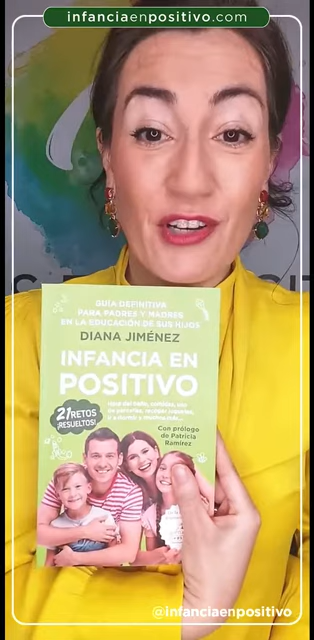 infanciaenpositivo.com
GUÍA DEFINITIVA
PARA PADRES Y MADRES
EN LA EDUCACIÓN DE SUS HIJOS
DIANA JIMÉNEZ
INFANCIA EN
POSITIVO
21 RETOS
¡RESUELTOS!
Con prólogo
de Patricia
Ramírez
@infanciaenpositivo